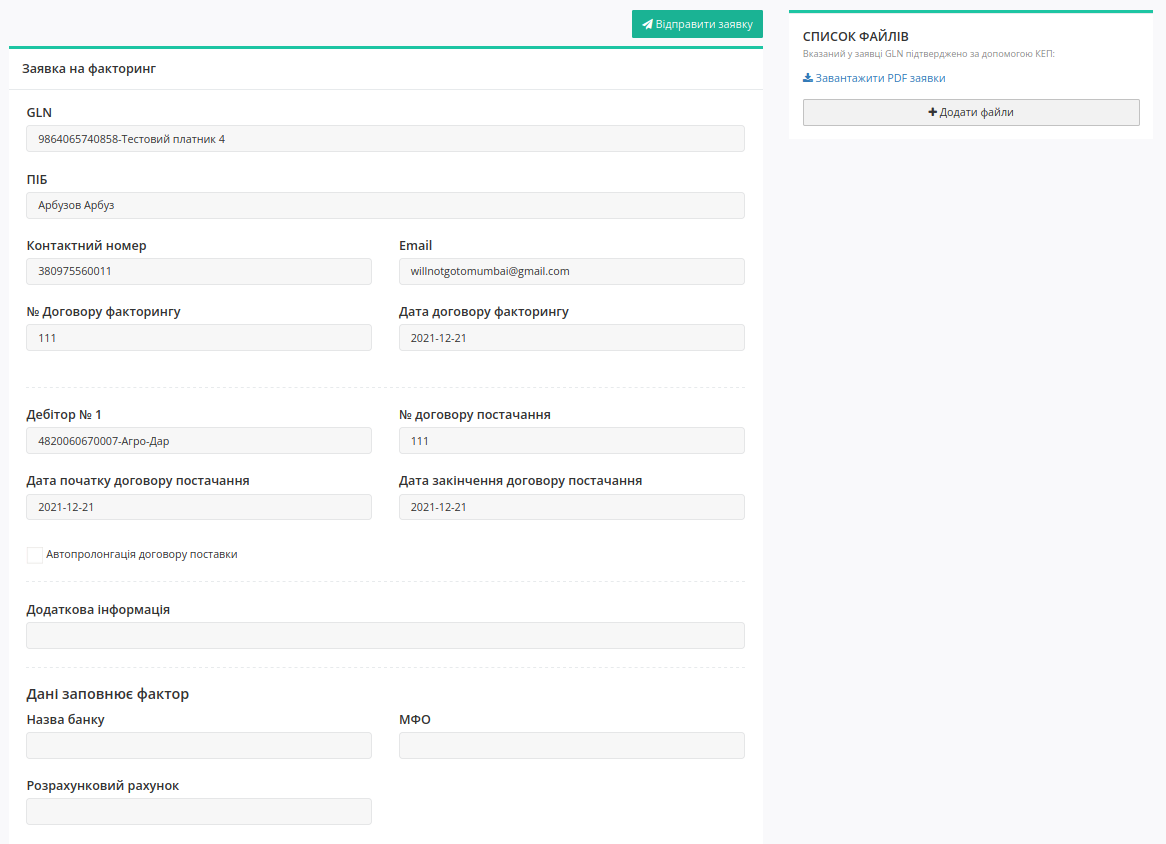 Відправити заявку
Заявка на факторинг
GLN
9864065740858-Тестовий платник 4
ПІБ
Арбузов Арбуз
Контактний номер
Email
380975560011
willnotgotomumbai@gmail.com
№ Договору факторингу
Дата договору факторингу
111
2021-12-21
Дебітор № 1
№ договору постачання
4820060670007-Агро-Дар
111
Дата початку договору постачання
Дата закінчення договору постачання
2021-12-21
2021-12-21
Автопролонгація договору поставки
Додаткова інформація
Дані заповнює фактор
Назва банку
МФО
Розрахунковий рахунок
СПИСОК ФАЙЛІВ
Вказаний у заявці GLN підтверджено за допомогою КЕП:
Завантажити PDF заявки
Додати файли